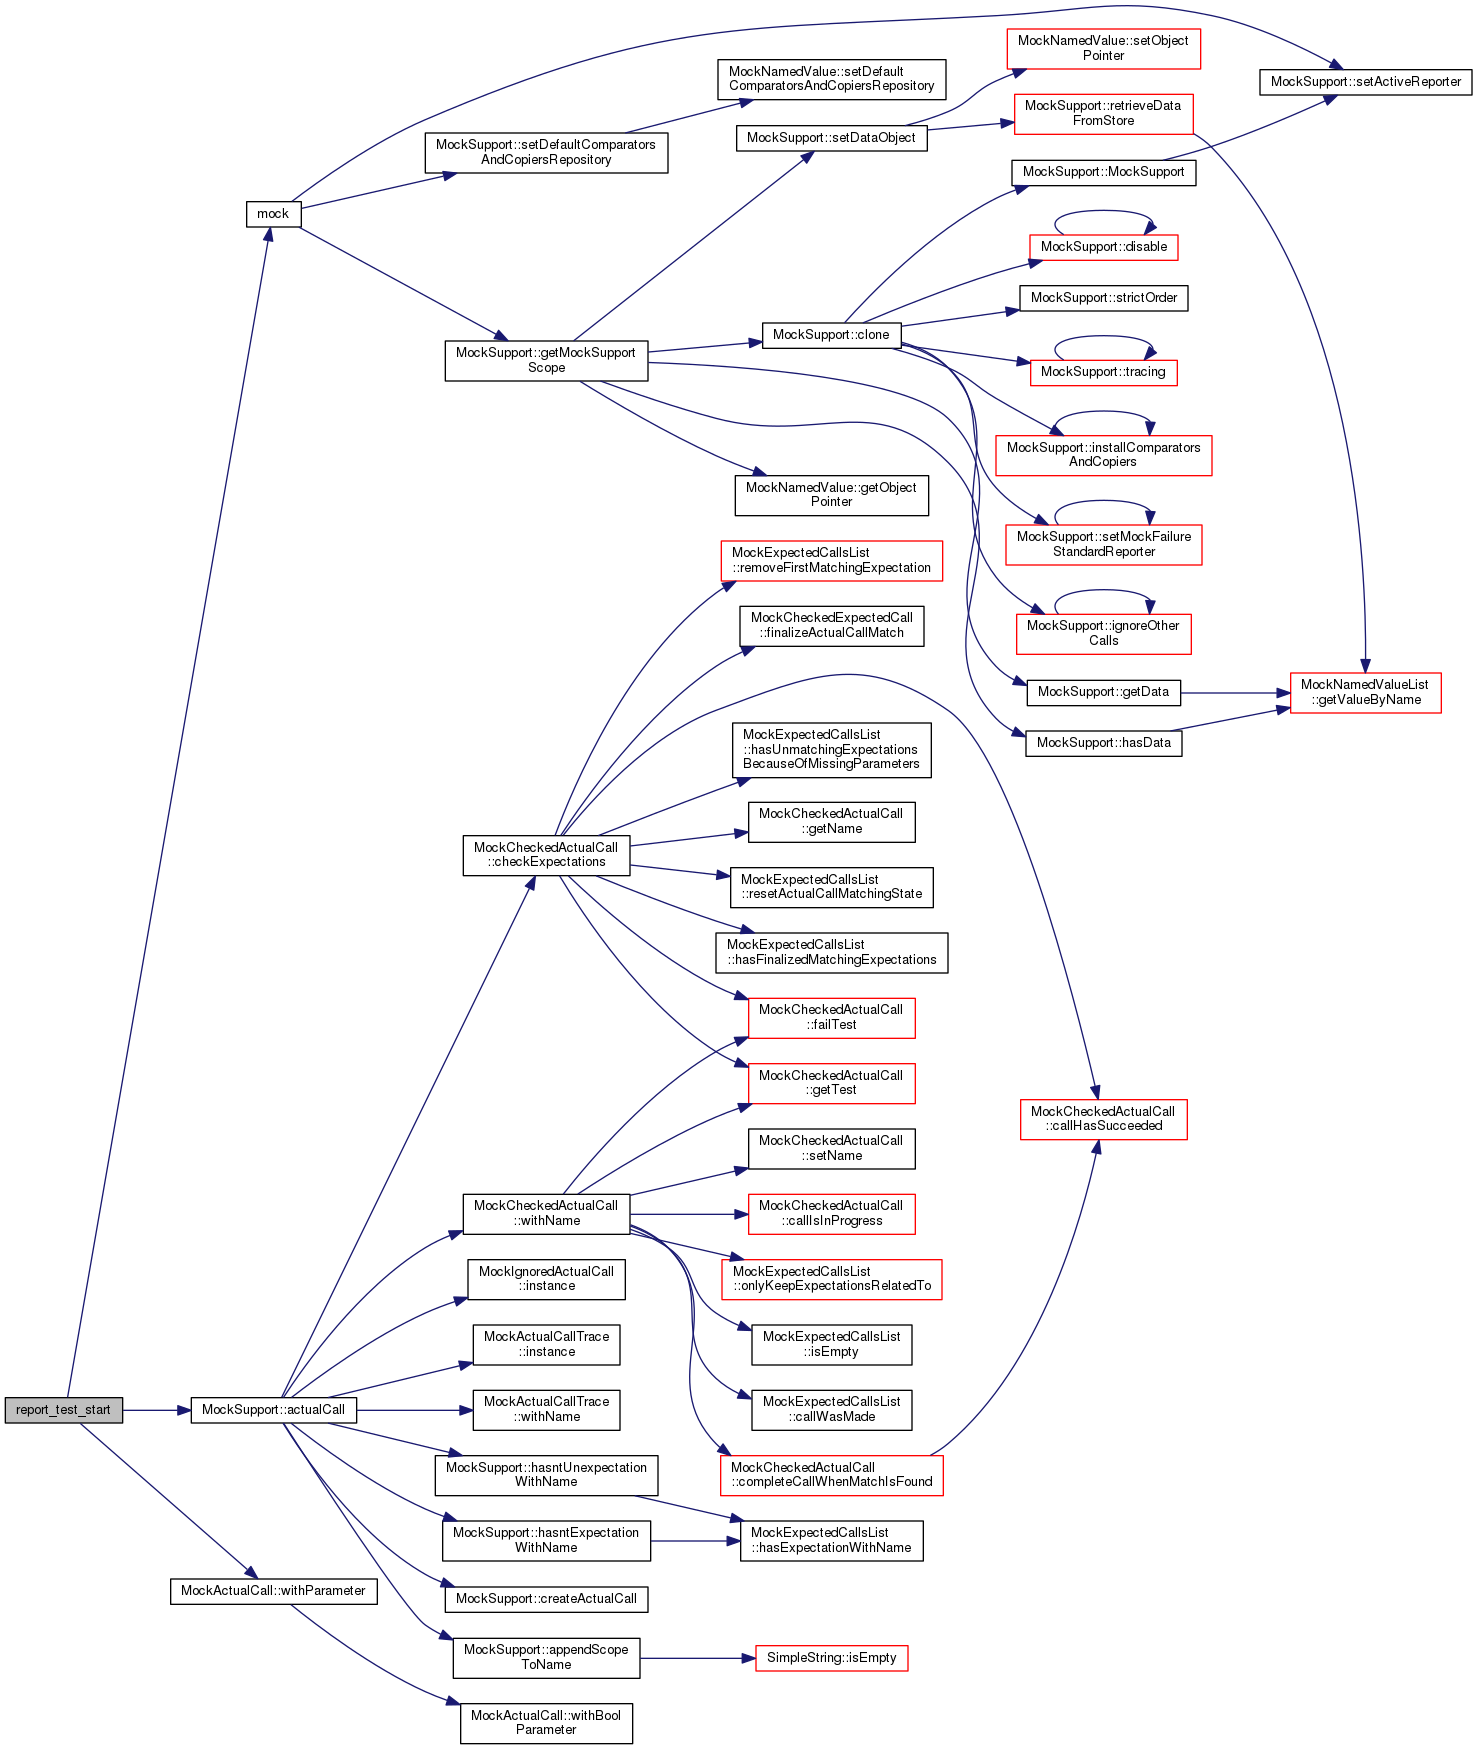 MockNamedValue::setObject
Pointer
MockNamedValue::setDefault
ComparatorsAndCopiersRepository
MockSupport::setActiveReporter
MockSupport::retrieveData
FromStore
MockSupport::setDataObject
MockSupport::setDefaultComparators
AndCopiersRepository
MockSupport::MockSupport
mock
MockSupport::disable
MockSupport::strictOrder
MockSupport::clone
MockSupport::getMockSupport
Scope
MockSupport::tracing
MockSupport::installComparators
AndCopiers
MockNamedValue::getObject
Pointer
MockSupport::setMockFailure
StandardReporter
MockExpectedCallsList
::removeFirstMatchingExpectation
MockCheckedExpectedCall
::finalizeActualCallMatch
MockSupport::ignoreOther
Calls
MockSupport::getData
MockNamedValueList
::getValueByName
MockSupport::hasData
MockExpectedCallsList
::hasUnmatchingExpectations
BecauseOfMissingParameters
MockCheckedActualCall
::getName
MockCheckedActualCall
::checkExpectations
MockExpectedCallsList
::resetActualCallMatchingState
MockExpectedCallsList
::hasFinalizedMatchingExpectations
MockCheckedActualCall
::failTest
MockCheckedActualCall
::getTest
MockCheckedActualCall
::callHasSucceeded
MockCheckedActualCall
::setName
MockCheckedActualCall
::withName
MockCheckedActualCall
::callIsInProgress
MockIgnoredActualCall
::instance
MockExpectedCallsList
::onlyKeepExpectationsRelatedTo
MockActualCallTrace
::instance
MockExpectedCallsList
::isEmpty
report_test_start
MockSupport::actualCall
MockActualCallTrace
::withName
MockExpectedCallsList
::callWasMade
MockSupport::hasntUnexpectation
WithName
MockCheckedActualCall
::completeCallWhenMatchIsFound
MockSupport::hasntExpectation
WithName
MockExpectedCallsList
::hasExpectationWithName
MockActualCall::withParameter
MockSupport::createActualCall
MockSupport::appendScope
ToName
SimpleString::isEmpty
MockActualCall::withBool
Parameter